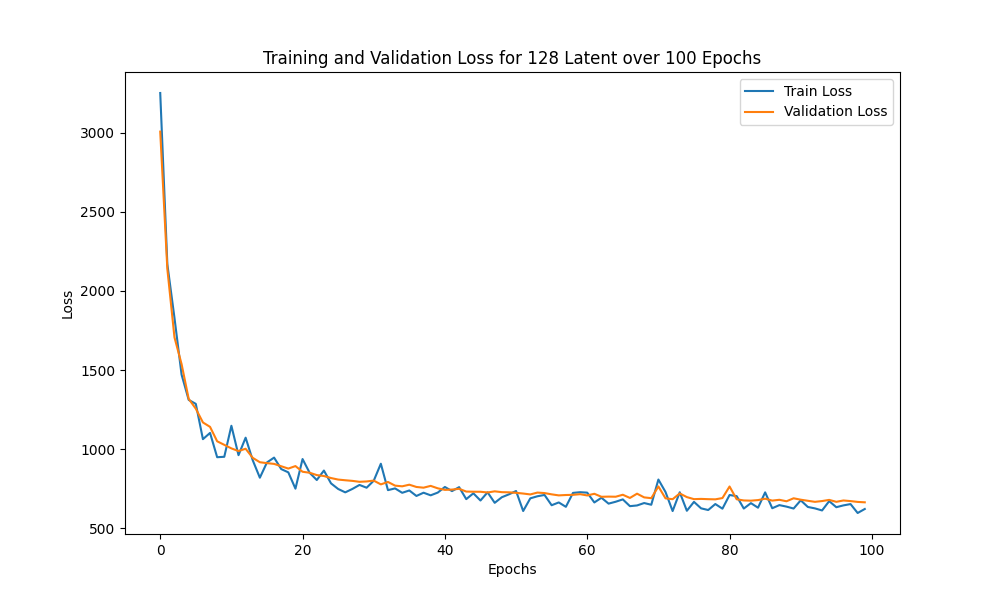 Training and Validation Loss for 128 Latent over 100 Epochs
Train Loss
Validation Loss
3000
2500
2000
1500
1000
500
Loss
0 20 40 60 80 100
Epochs